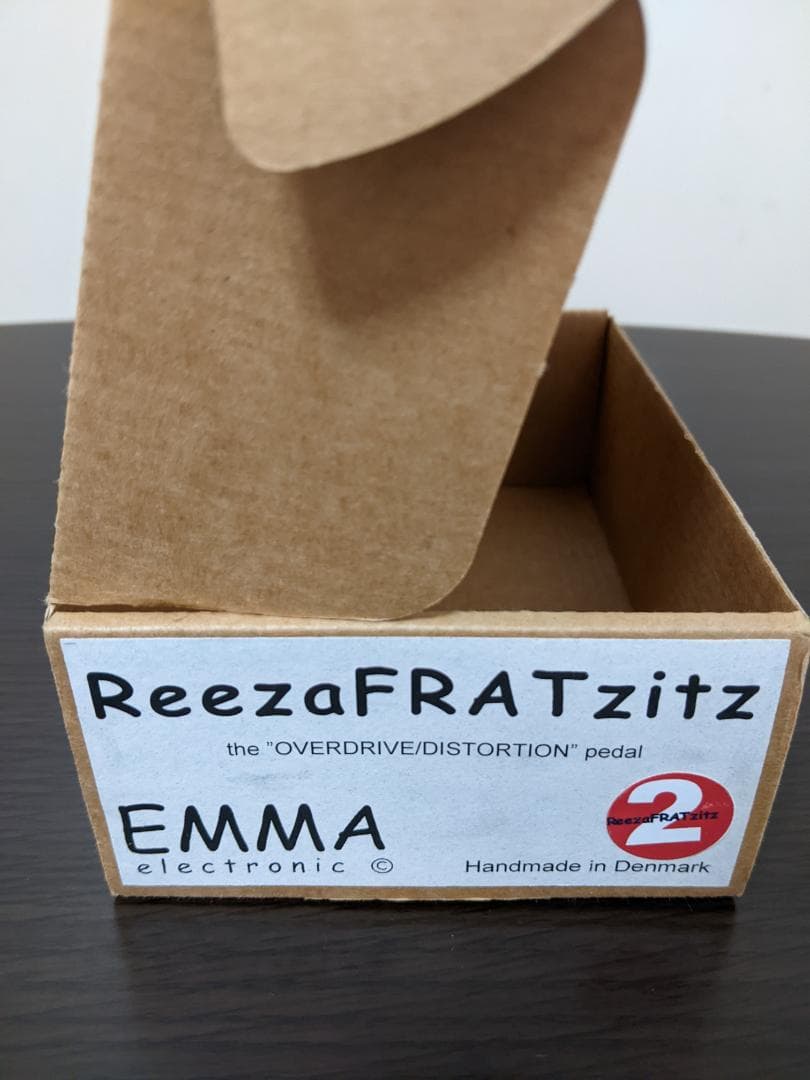 ReezaFRATzitz
the "OVERDRIVE/DISTORTION" pedal
EMMA
electronic ©
2
ReezaFRATzitz
Handmade in Denmark